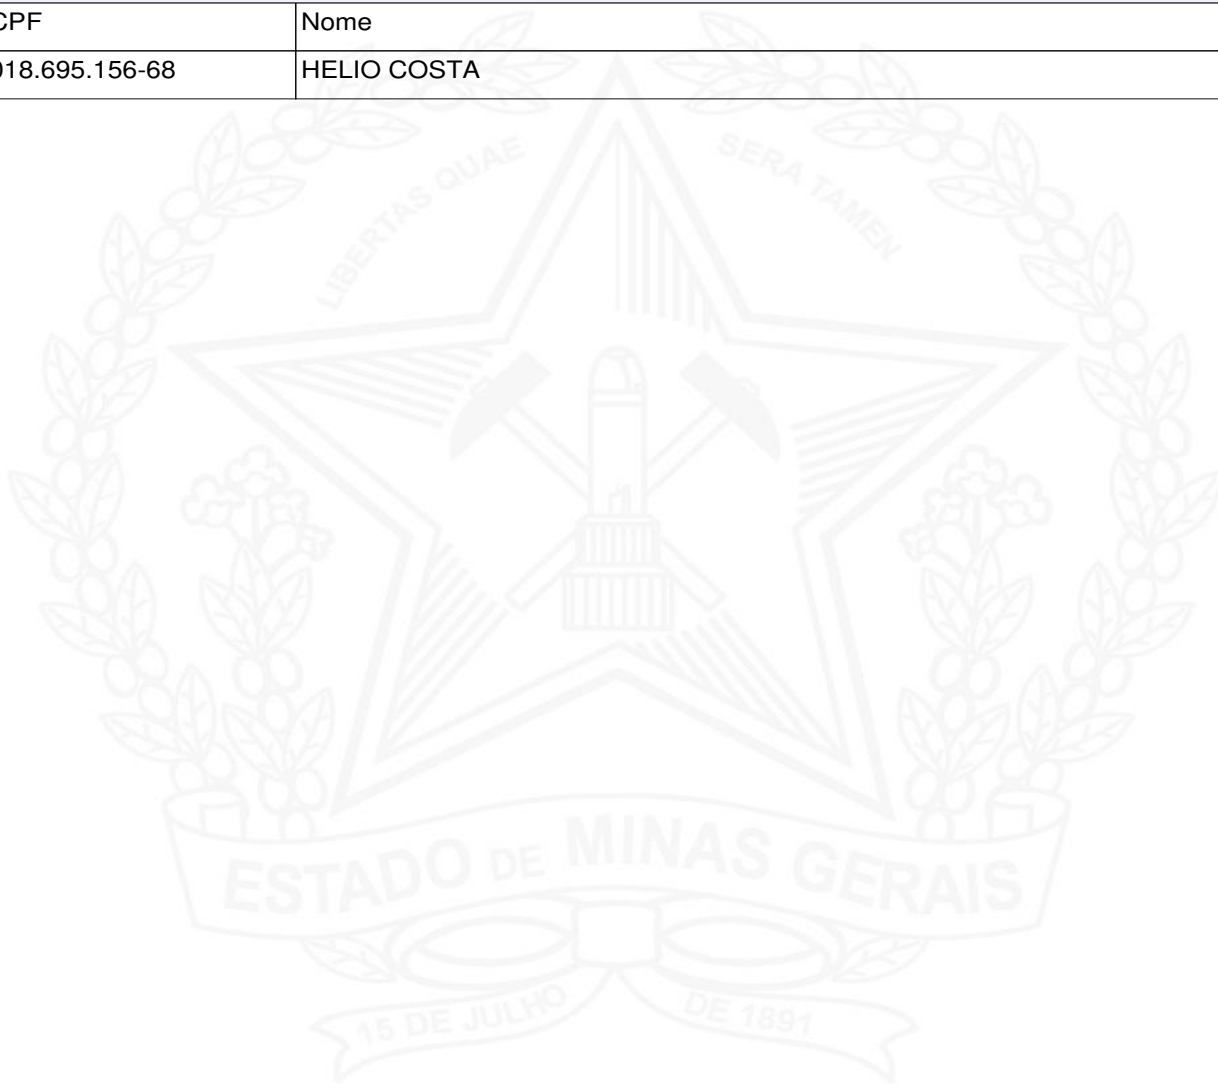 CPF Nome
018.695.156-68 HELIO COSTA
LIBERTAS QUAE SERA TAMEN
ESTADO DE MINAS GERAIS
15 DE JULHO DE 1891